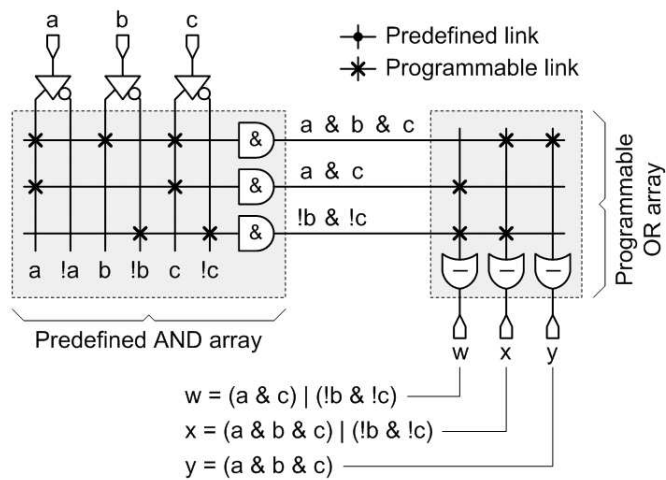 a b c
Predefined link
Programmable link
& a & b & c
& a & c
& !b & !c
a !a b !b c !c
Predefined AND array
Programmable
OR array
w x y
w = (a & c) | (!b & !c)
x = (a & b & c) | (!b & !c)
y = (a & b & c)